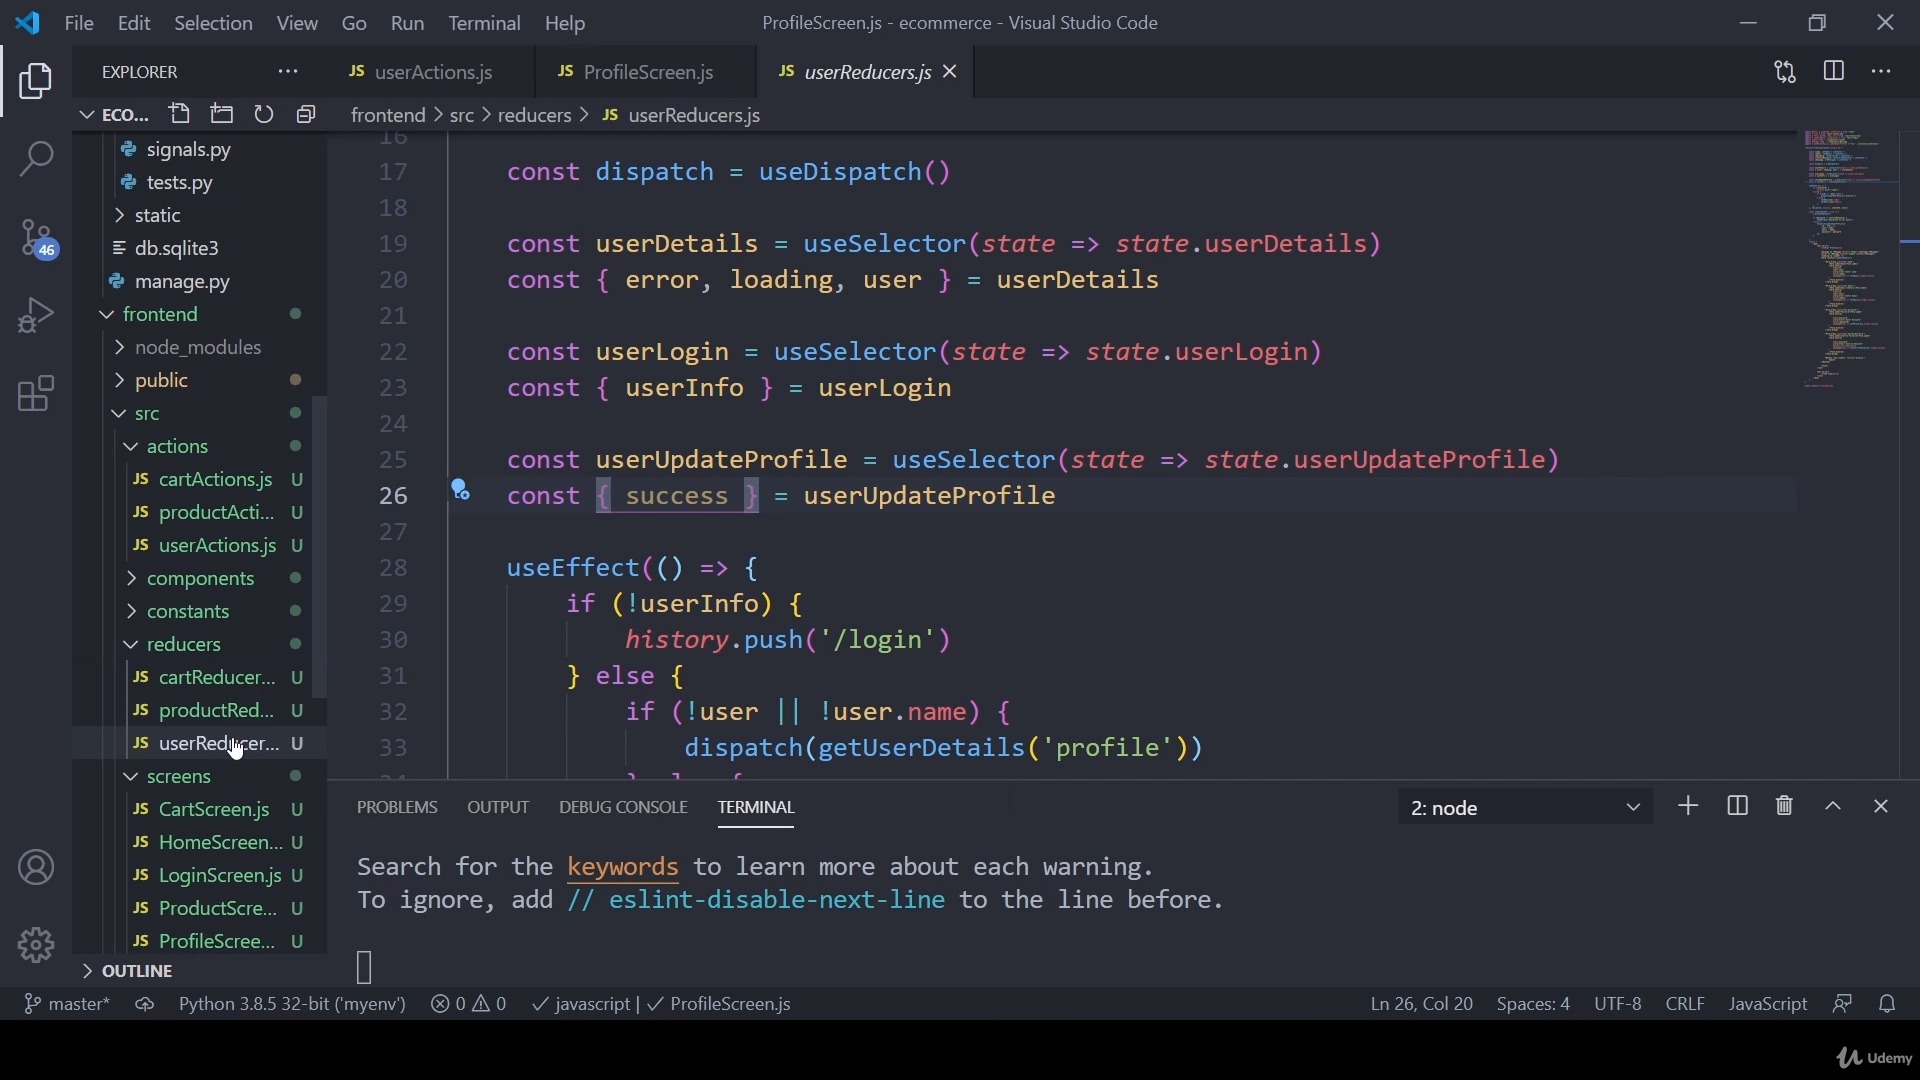 File Edit Selection View Go Run Terminal Help
ProfileScreen.js - ecommerce - Visual Studio Code
EXPLORER
JS userActions.js
JS ProfileScreen.js
JS userReducers.js
ECO...
frontend > src > reducers > JS userReducers.js
signals.py
tests.py
static
db.sqlite3
manage.py
frontend
node_modules
public
src
actions
JS cartActions.js U
JS productActi... U
JS userActions.js U
components
constants
reducers
JS cartReducer... U
JS productRed... U
JS userReducer... U
screens
JS CartScreen.js U
JS HomeScreen... U
JS LoginScreen.js U
JS ProductScre... U
JS ProfileScree... U
OUTLINE
46
16
17 const dispatch = useDispatch()
18
19 const userDetails = useSelector(state => state.userDetails)
20 const { error, loading, user } = userDetails
21
22 const userLogin = useSelector(state => state.userLogin)
23 const { userInfo } = userLogin
24
25 const userUpdateProfile = useSelector(state => state.userUpdateProfile)
26 const { success } = userUpdateProfile
27
28 useEffect(() => {
29 if (!userInfo) {
30 history.push('/login')
31 } else {
32 if (!user || !user.name) {
33 dispatch(getUserDetails('profile'))
PROBLEMS OUTPUT DEBUG CONSOLE TERMINAL
2: node
Search for the keywords to learn more about each warning.
To ignore, add // eslint-disable-next-line to the line before.
master* Python 3.8.5 32-bit ('myenv') 0 0 javascript | ProfileScreen.js
Ln 26, Col 20 Spaces: 4 UTF-8 CRLF JavaScript
Udemy